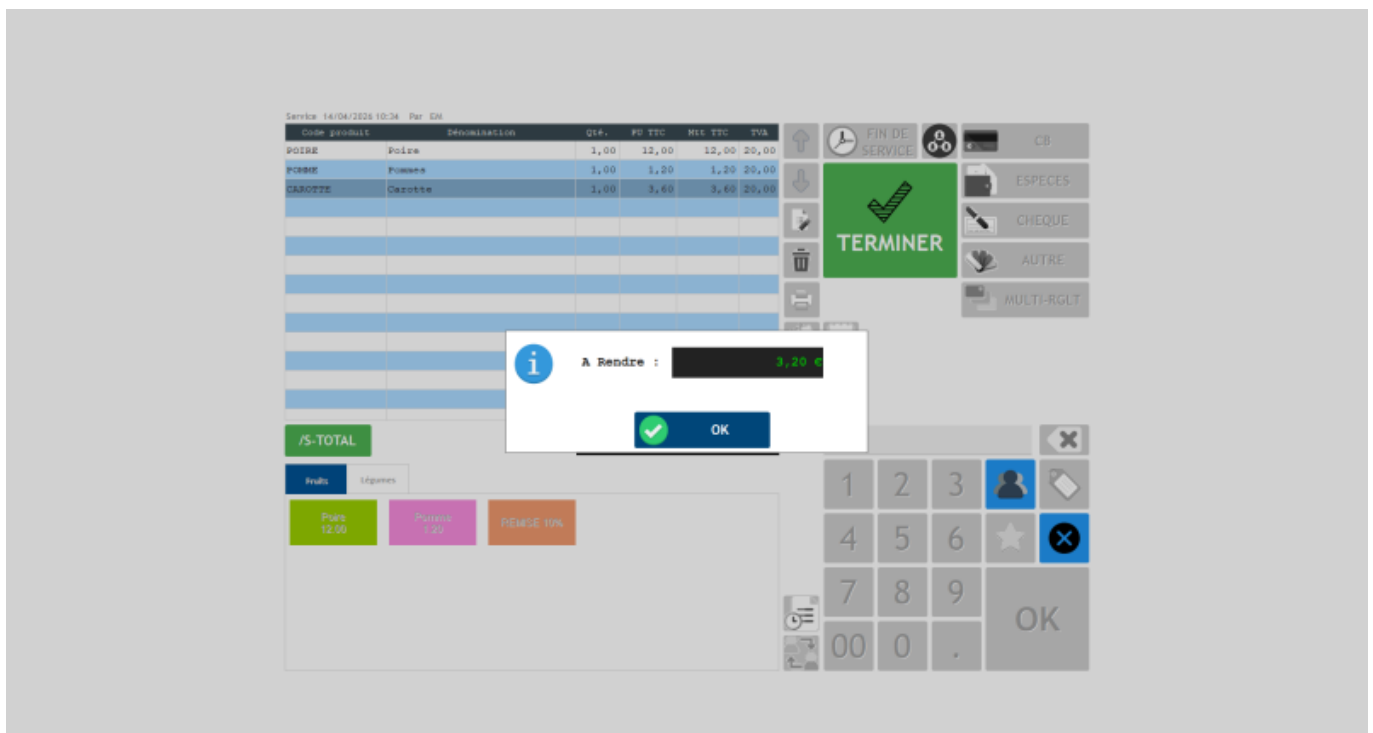 Service 14/04/2026 10:34 Par EM
Code produit Dénomination Qté. PU TTC Mtt TTC TVA
POIRE Poire 1,00 12,00 12,00 20,00
POMME Pommes 1,00 1,20 1,20 20,00
CAROTTE Carotte 1,00 3,60 3,60 20,00
FIN DE
SERVICE
CB
ESPECES
CHEQUE
AUTRE
MULTI-RGLT
TERMINER
i
A Rendre : 3,20 €
OK
/S-TOTAL
Fruits Légumes
Poire
12.00
Pomme
1.20
REMISE 10%
1 2 3
4 5 6
7 8 9
00 0 .
OK